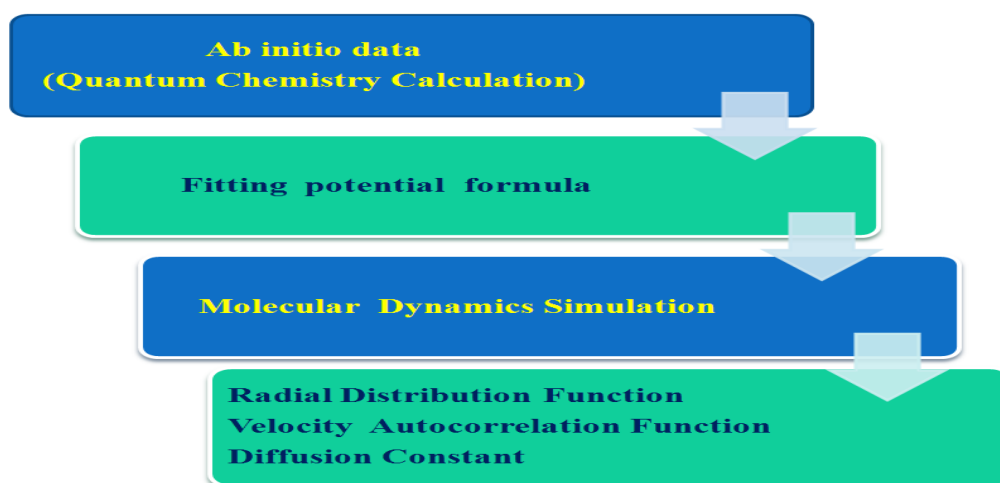 Ab initio data
(Quantum Chemistry Calculation)
Fitting potential formula
Molecular Dynamics Simulation
Radial Distribution Function
Velocity Autocorrelation Function
Diffusion Constant